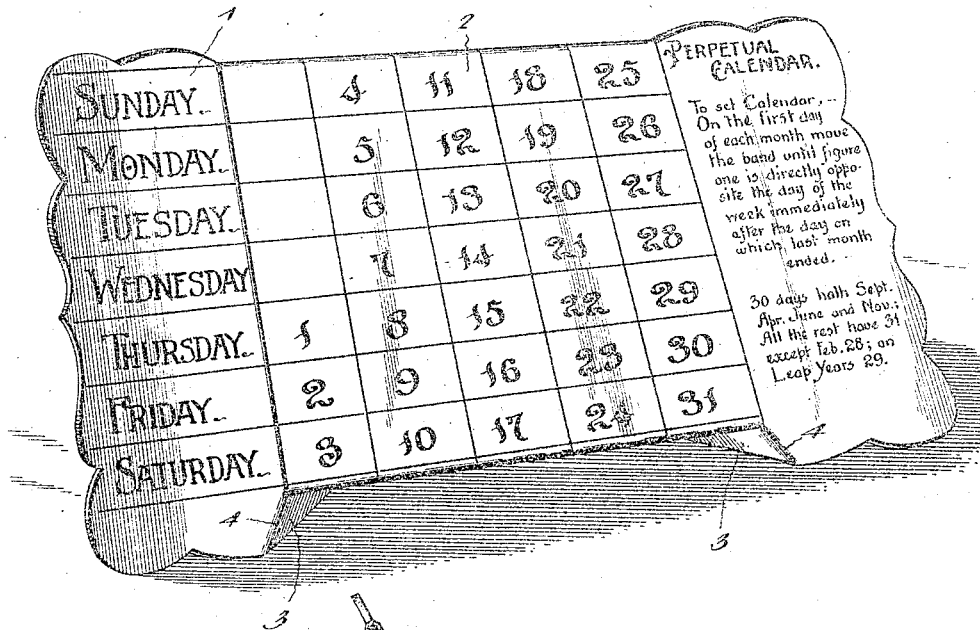 1
2
SUNDAY. 4 11 18 25
MONDAY. 5 12 19 26
TUESDAY. 6 13 20 27
WEDNESDAY 7 14 21 28
THURSDAY. 1 8 15 22 29
FRIDAY. 2 9 16 23 30
SATURDAY. 3 10 17 24 31
PERPETUAL
CALENDAR.
To set Calendar,--
On the first day
of each month move
the band until figure
one is directly oppo-
site the day of the
week immediately
after the day on
which last month
ended.
30 days hath Sept.
Apr. June and Nov.;
All the rest have 31
except Feb. 28; on
Leap Years 29.
4
4
3
3